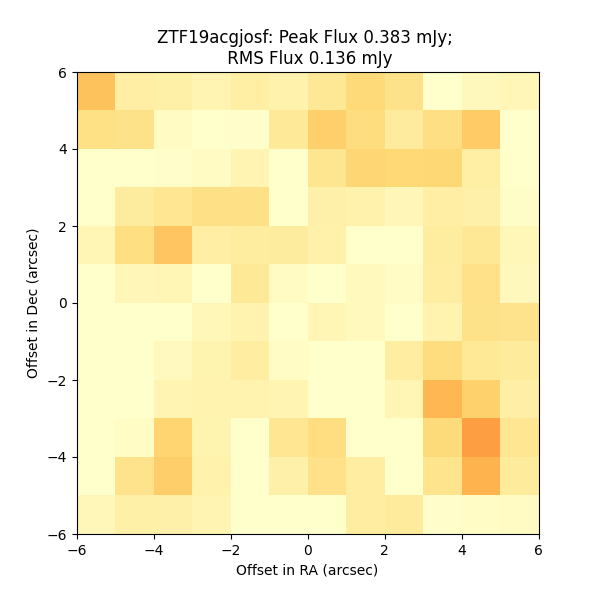 ZTF19acgjosf: Peak Flux 0.383 mJy;
RMS Flux 0.136 mJy
6
4
2
0
−2
−4
−6
Offset in Dec (arcsec)
−6 −4 −2 0 2 4 6
Offset in RA (arcsec)